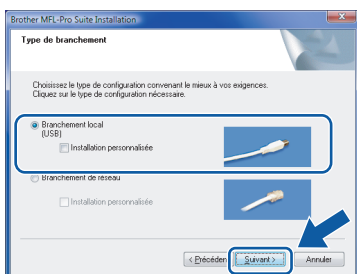 Brother MFL-Pro Suite Installation
Type de branchement
Choisissez le type de configuration convenant le mieux à vos exigences.
Cliquez sur le type de configuration nécessaire.
Branchement local
(USB)
Installation personnalisée
Branchement de réseau
Installation personnalisée
< Précéden
Suivant >
Annuler